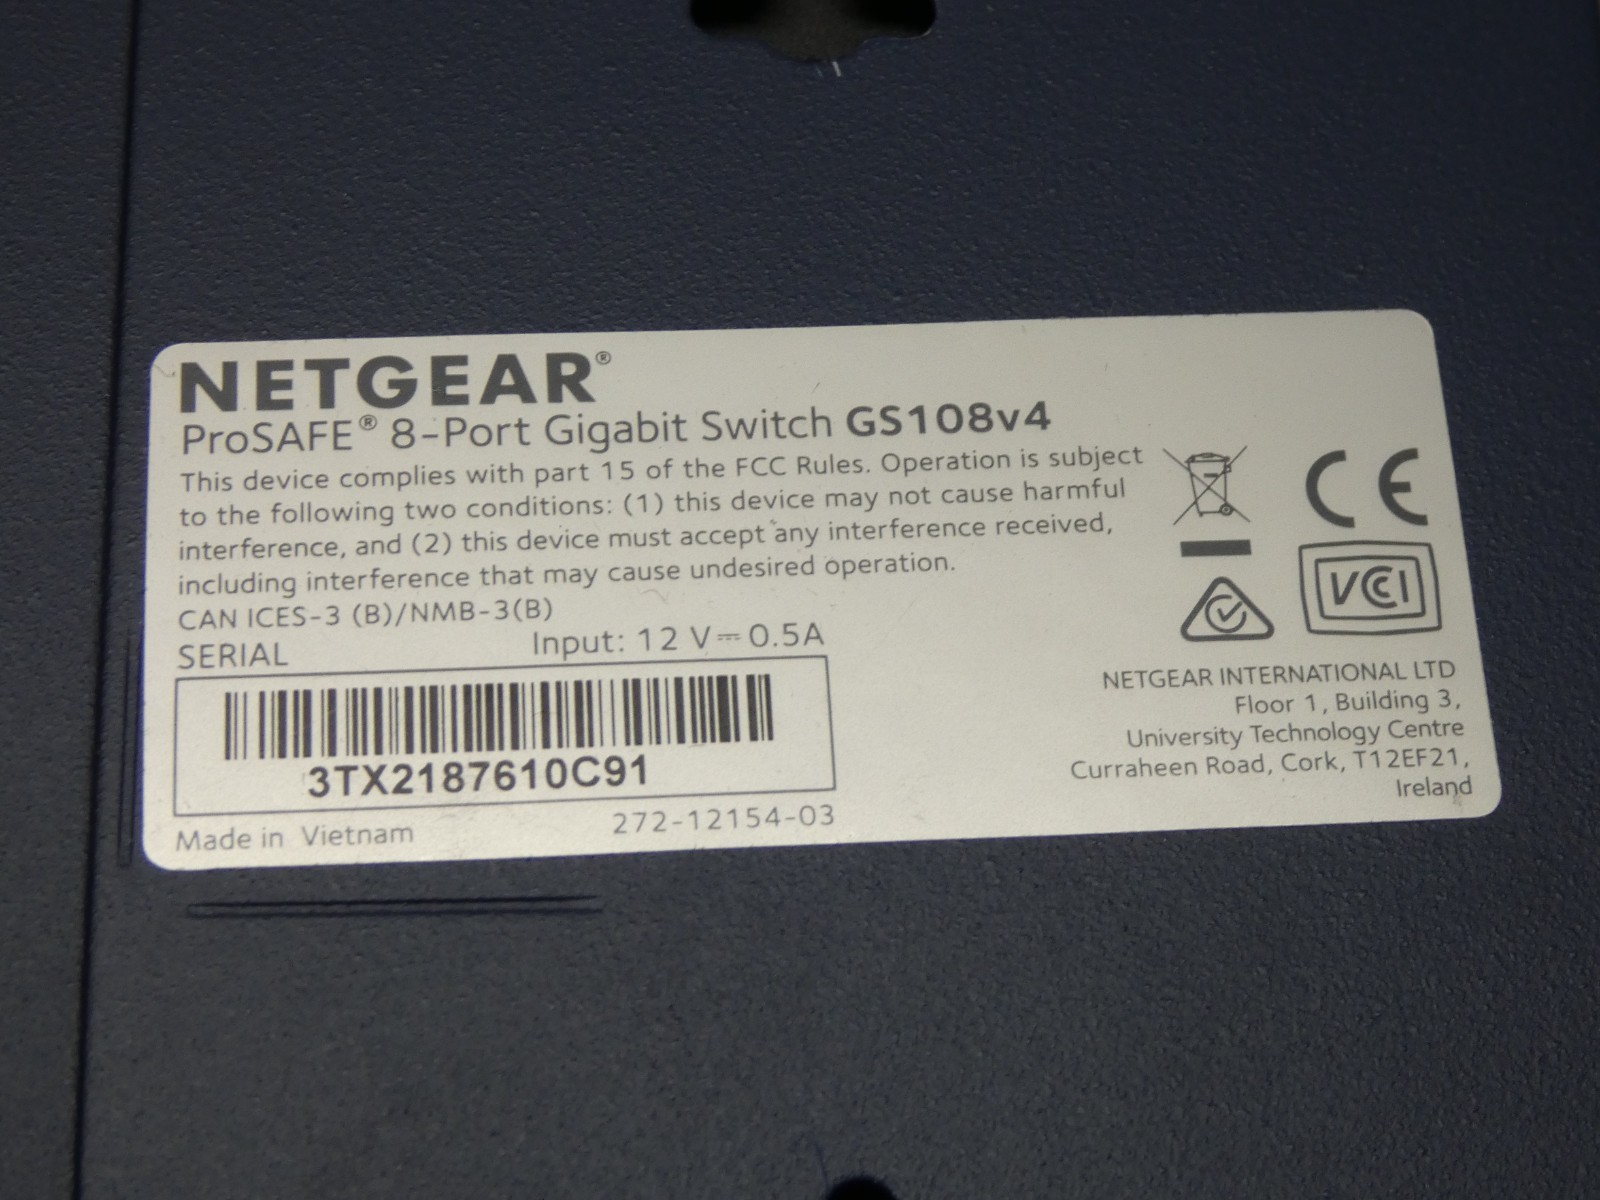 NETGEAR®
ProSAFE® 8-Port Gigabit Switch GS108v4
This device complies with part 15 of the FCC Rules. Operation is subject
to the following two conditions: (1) this device may not cause harmful
interference, and (2) this device must accept any interference received,
including interference that may cause undesired operation.
CAN ICES-3 (B)/NMB-3(B)
SERIAL
Input: 12 V⎓0.5A
3TX2187610C91
Made in Vietnam
272-12154-03
CE
VCCI
NETGEAR INTERNATIONAL LTD
Floor 1, Building 3,
University Technology Centre
Curraheen Road, Cork, T12EF21,
Ireland